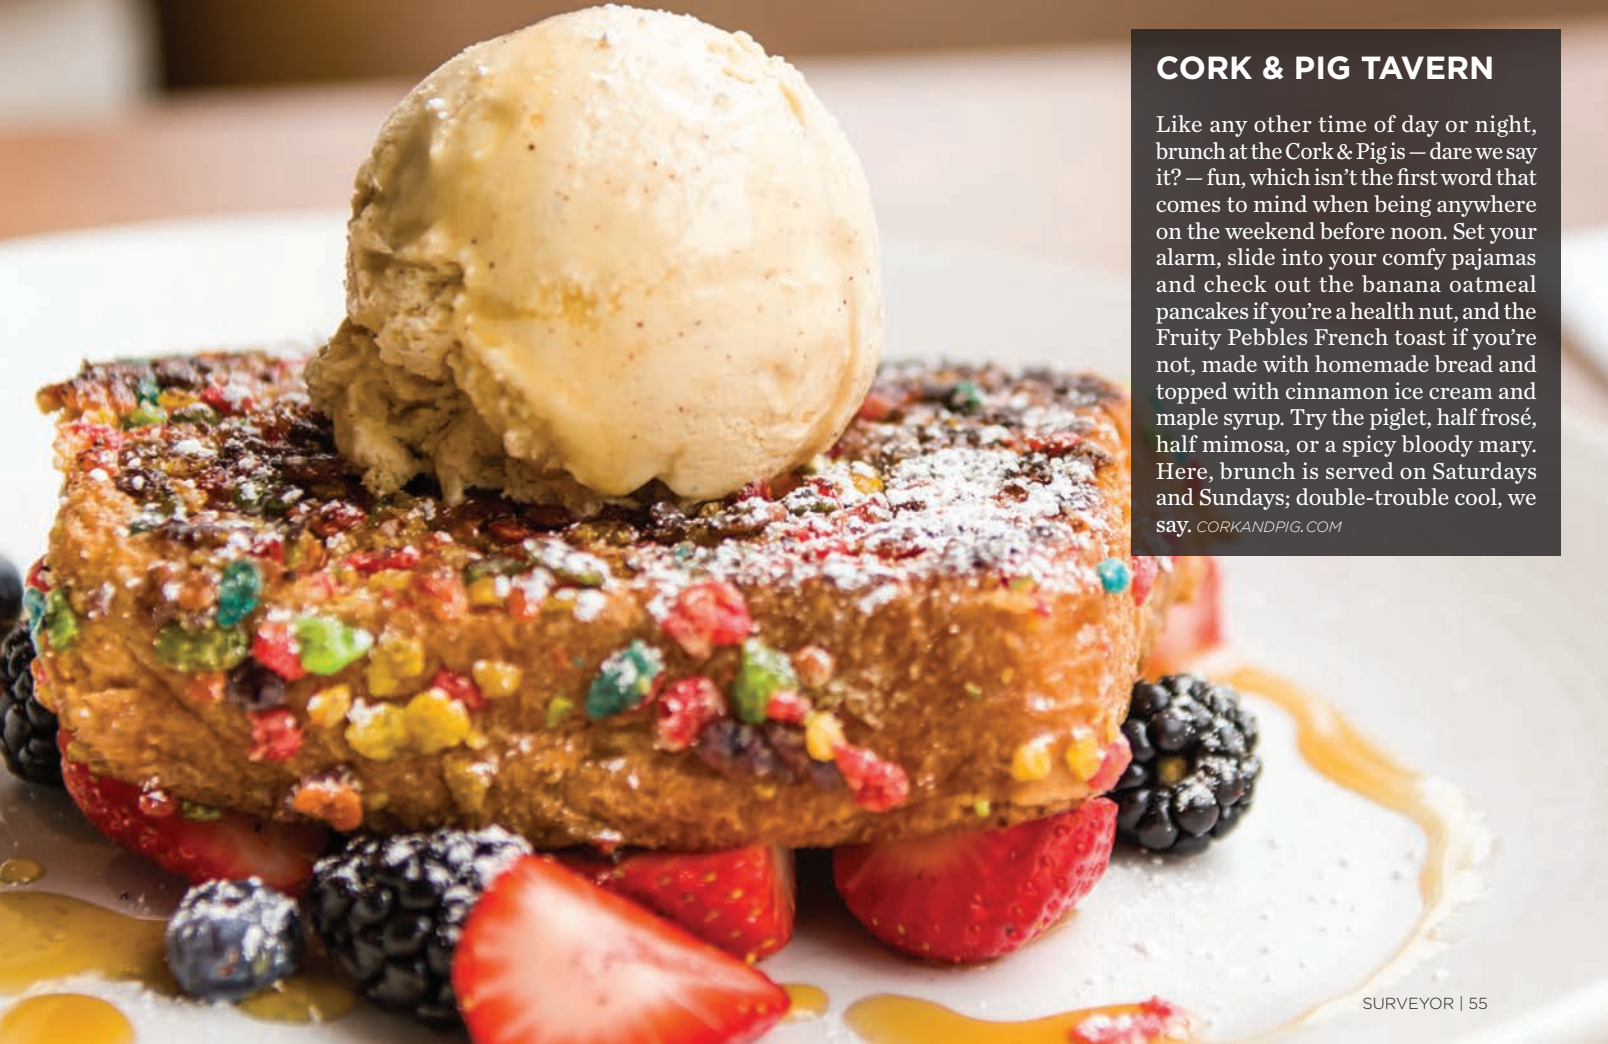 CORK & PIG TAVERN
Like any other time of day or night,
brunch at the Cork & Pig is — dare we say
it? — fun, which isn’t the first word that
comes to mind when being anywhere
on the weekend before noon. Set your
alarm, slide into your comfy pajamas
and check out the banana oatmeal
pancakes if you’re a health nut, and the
Fruity Pebbles French toast if you’re
not, made with homemade bread and
topped with cinnamon ice cream and
maple syrup. Try the piglet, half frosé,
half mimosa, or a spicy bloody mary.
Here, brunch is served on Saturdays
and Sundays; double-trouble cool, we
say. CORKANDPIG.COM
SURVEYOR | 55